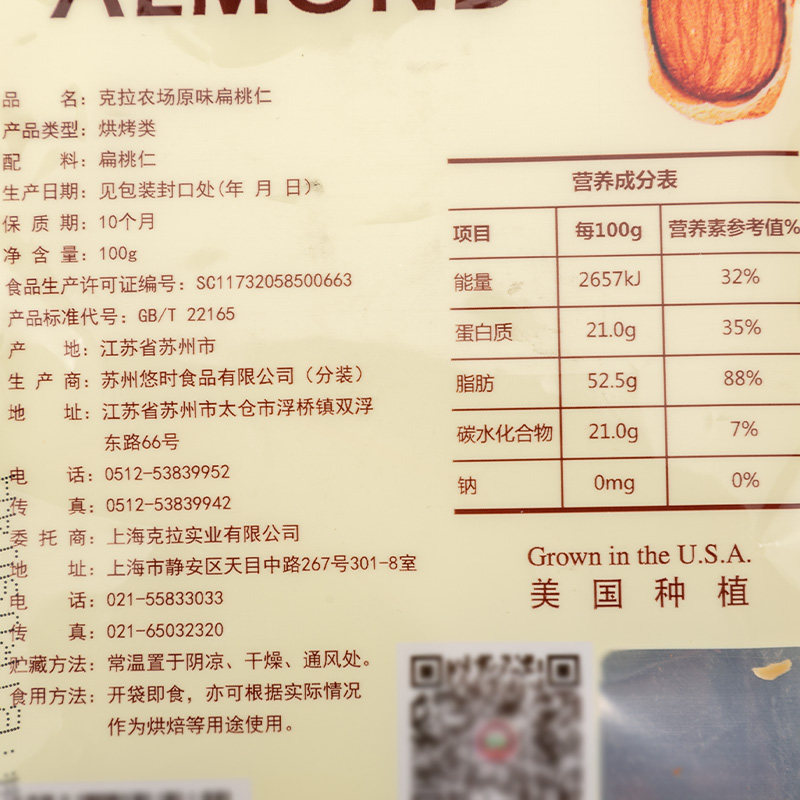 ALMOND
品 名：克拉农场原味扁桃仁
产品类型：烘烤类
配 料：扁桃仁
生产日期：见包装封口处(年 月 日)
保 质 期：10个月
净 含 量：100g
食品生产许可证编号：SC11732058500663
产品标准代号：GB/T 22165
产 地：江苏省苏州市
生 产 商：苏州悠时食品有限公司（分装）
地 址：江苏省苏州市太仓市浮桥镇双浮
东路66号
电 话：0512-53839952
传 真：0512-53839942
委 托 商：上海克拉实业有限公司
地 址：上海市静安区天目中路267号301-8室
电 话：021-55833033
传 真：021-65032320
贮藏方法：常温置于阴凉、干燥、通风处。
食用方法：开袋即食，亦可根据实际情况
作为烘焙等用途使用。
营养成分表
项目 每100g 营养素参考值%
能量 2657kJ 32%
蛋白质 21.0g 35%
脂肪 52.5g 88%
碳水化合物 21.0g 7%
钠 0mg 0%
Grown in the U.S.A.
美国种植